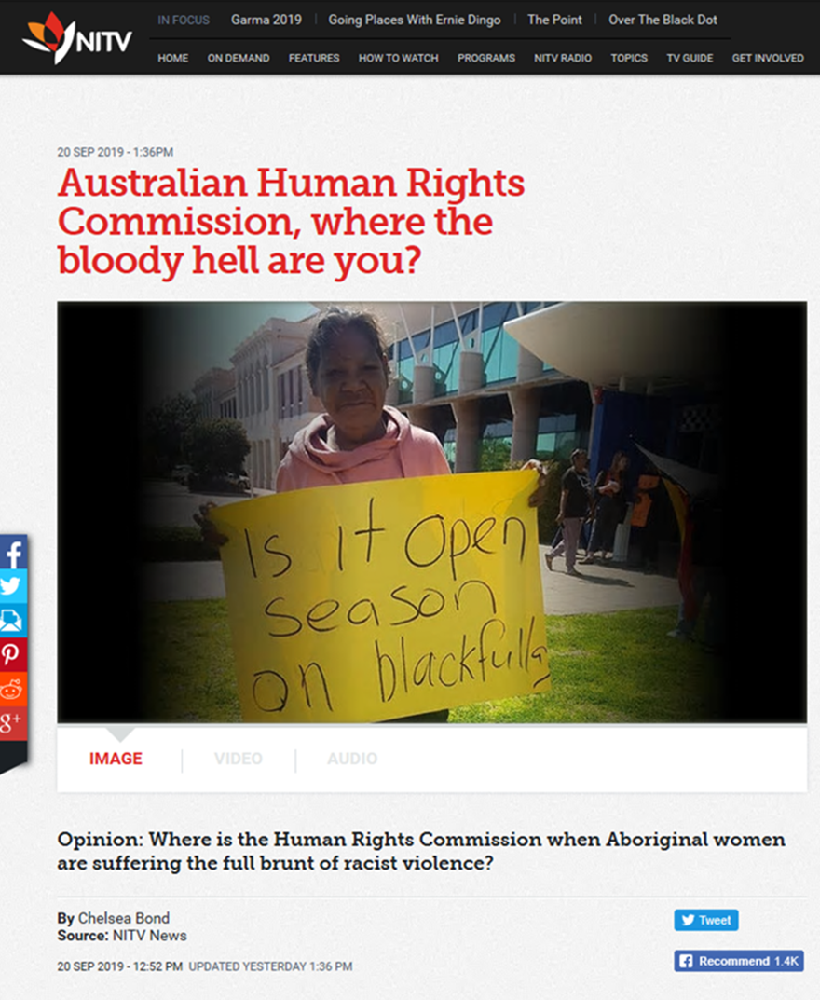 NITV
IN FOCUS Garma 2019 Going Places With Ernie Dingo The Point Over The Black Dot
HOME ON DEMAND FEATURES HOW TO WATCH PROGRAMS NITV RADIO TOPICS TV GUIDE GET INVOLVED
20 SEP 2019 - 1:36PM
Australian Human Rights
Commission, where the
bloody hell are you?
Is it open
season
on blackfulla
f
g+
IMAGE VIDEO AUDIO
Opinion: Where is the Human Rights Commission when Aboriginal women
are suffering the full brunt of racist violence?
By Chelsea Bond
Source: NITV News
Tweet
20 SEP 2019 - 12:52 PM UPDATED YESTERDAY 1:36 PM
Recommend 1.4K